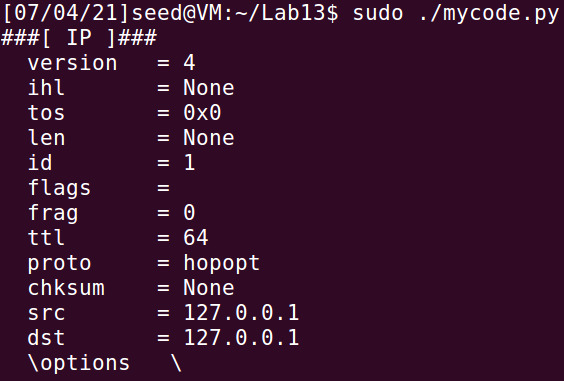 [07/04/21]seed@VM:~/Lab13$ sudo ./mycode.py
###[ IP ]###
  version   = 4
  ihl       = None
  tos       = 0x0
  len       = None
  id        = 1
  flags     =
  frag      = 0
  ttl       = 64
  proto     = hopopt
  chksum    = None
  src       = 127.0.0.1
  dst       = 127.0.0.1
  \options   \